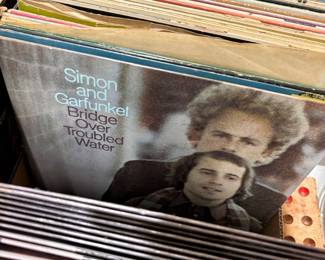 Simon
and
Garfunkel
Bridge
Over
Troubled
Water